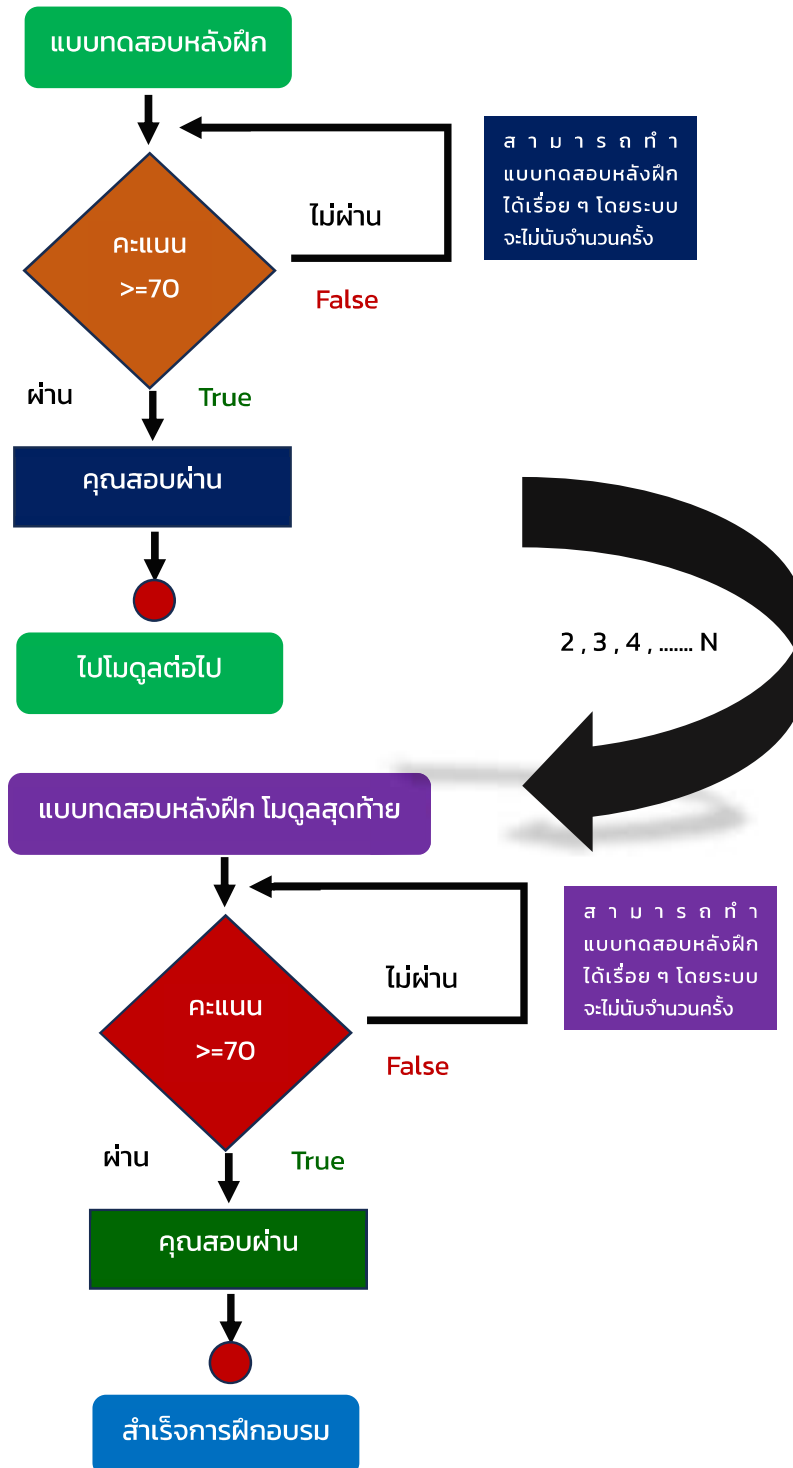 แบบทดสอบหลังฝึก
ส า ม า ร ถ ทำ
แบบทดสอบหลังฝึก
ได้เรื่อย ๆ โดยระบบ
จะไม่นับจำนวนครั้ง
ไม่ผ่าน
คะแนน
>=70
False
ผ่าน
True
คุณสอบผ่าน
2 , 3 , 4 , ....... N
ไปโมดูลต่อไป
แบบทดสอบหลังฝึก โมดูลสุดท้าย
ส า ม า ร ถ ทำ
แบบทดสอบหลังฝึก
ได้เรื่อย ๆ โดยระบบ
จะไม่นับจำนวนครั้ง
ไม่ผ่าน
คะแนน
>=70
False
ผ่าน
True
คุณสอบผ่าน
สำเร็จการฝึกอบรม